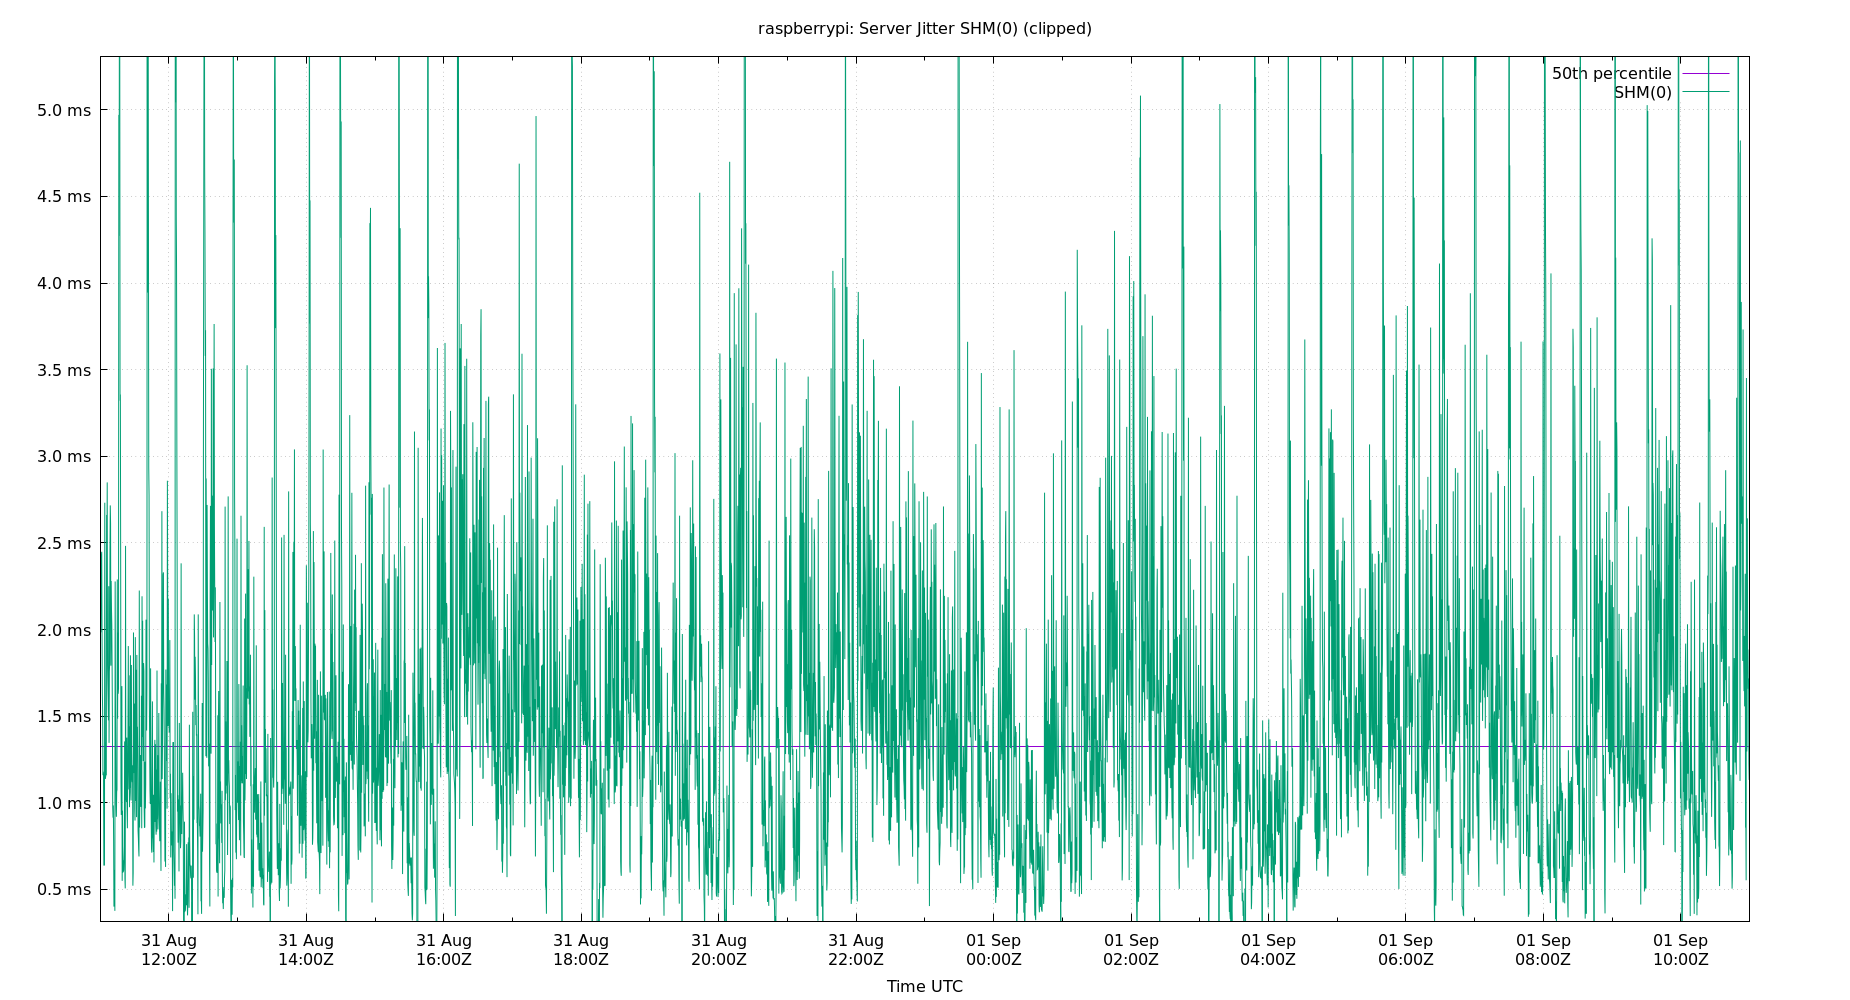 raspberrypi: Server Jitter SHM(0) (clipped)
50th percentile
SHM(0)
5.0 ms
4.5 ms
4.0 ms
3.5 ms
3.0 ms
2.5 ms
2.0 ms
1.5 ms
1.0 ms
0.5 ms
31 Aug 31 Aug 31 Aug 31 Aug 31 Aug 31 Aug 01 Sep 01 Sep 01 Sep 01 Sep 01 Sep 01 Sep
12:00Z 14:00Z 16:00Z 18:00Z 20:00Z 22:00Z 00:00Z 02:00Z 04:00Z 06:00Z 08:00Z 10:00Z
Time UTC